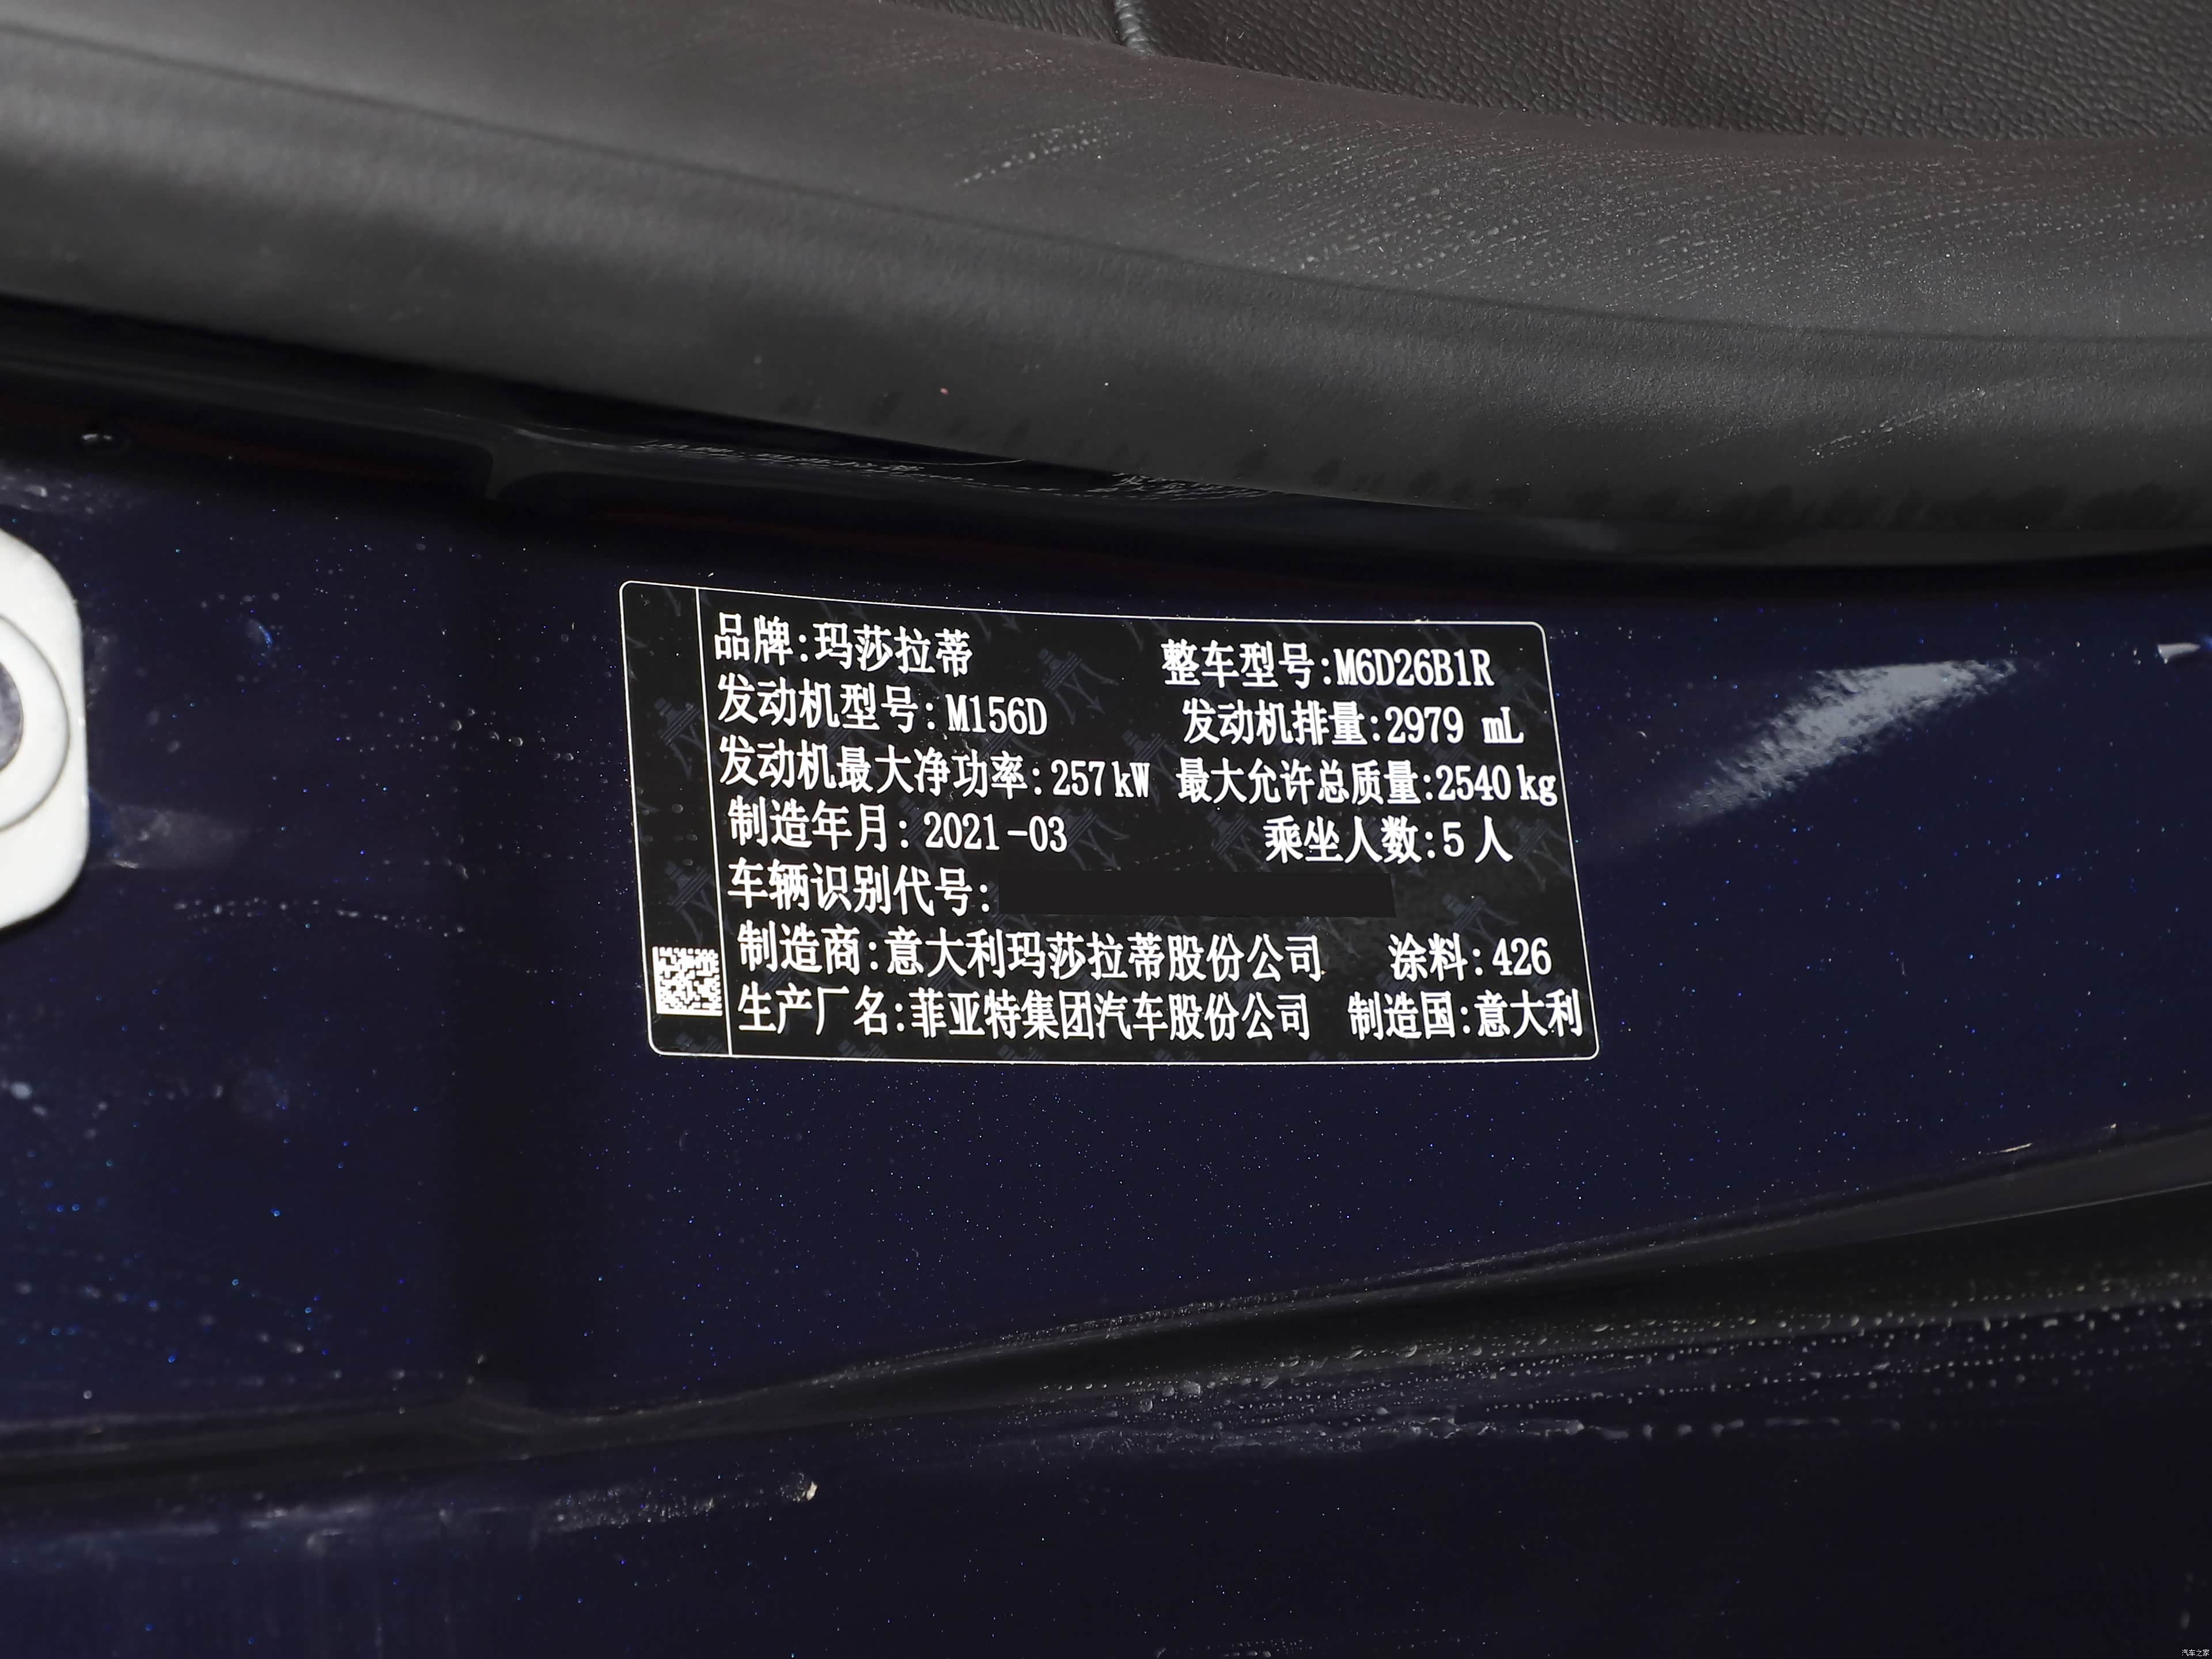 品牌:玛莎拉蒂 整车型号:M6D26B1R
发动机型号:M156D 发动机排量:2979 mL
发动机最大净功率:257kW 最大允许总质量:2540kg
制造年月:2021-03 乘坐人数:5人
车辆识别代号:
制造商:意大利玛莎拉蒂股份公司 涂料:426
生产厂名:菲亚特集团汽车股份公司 制造国:意大利
汽车之家